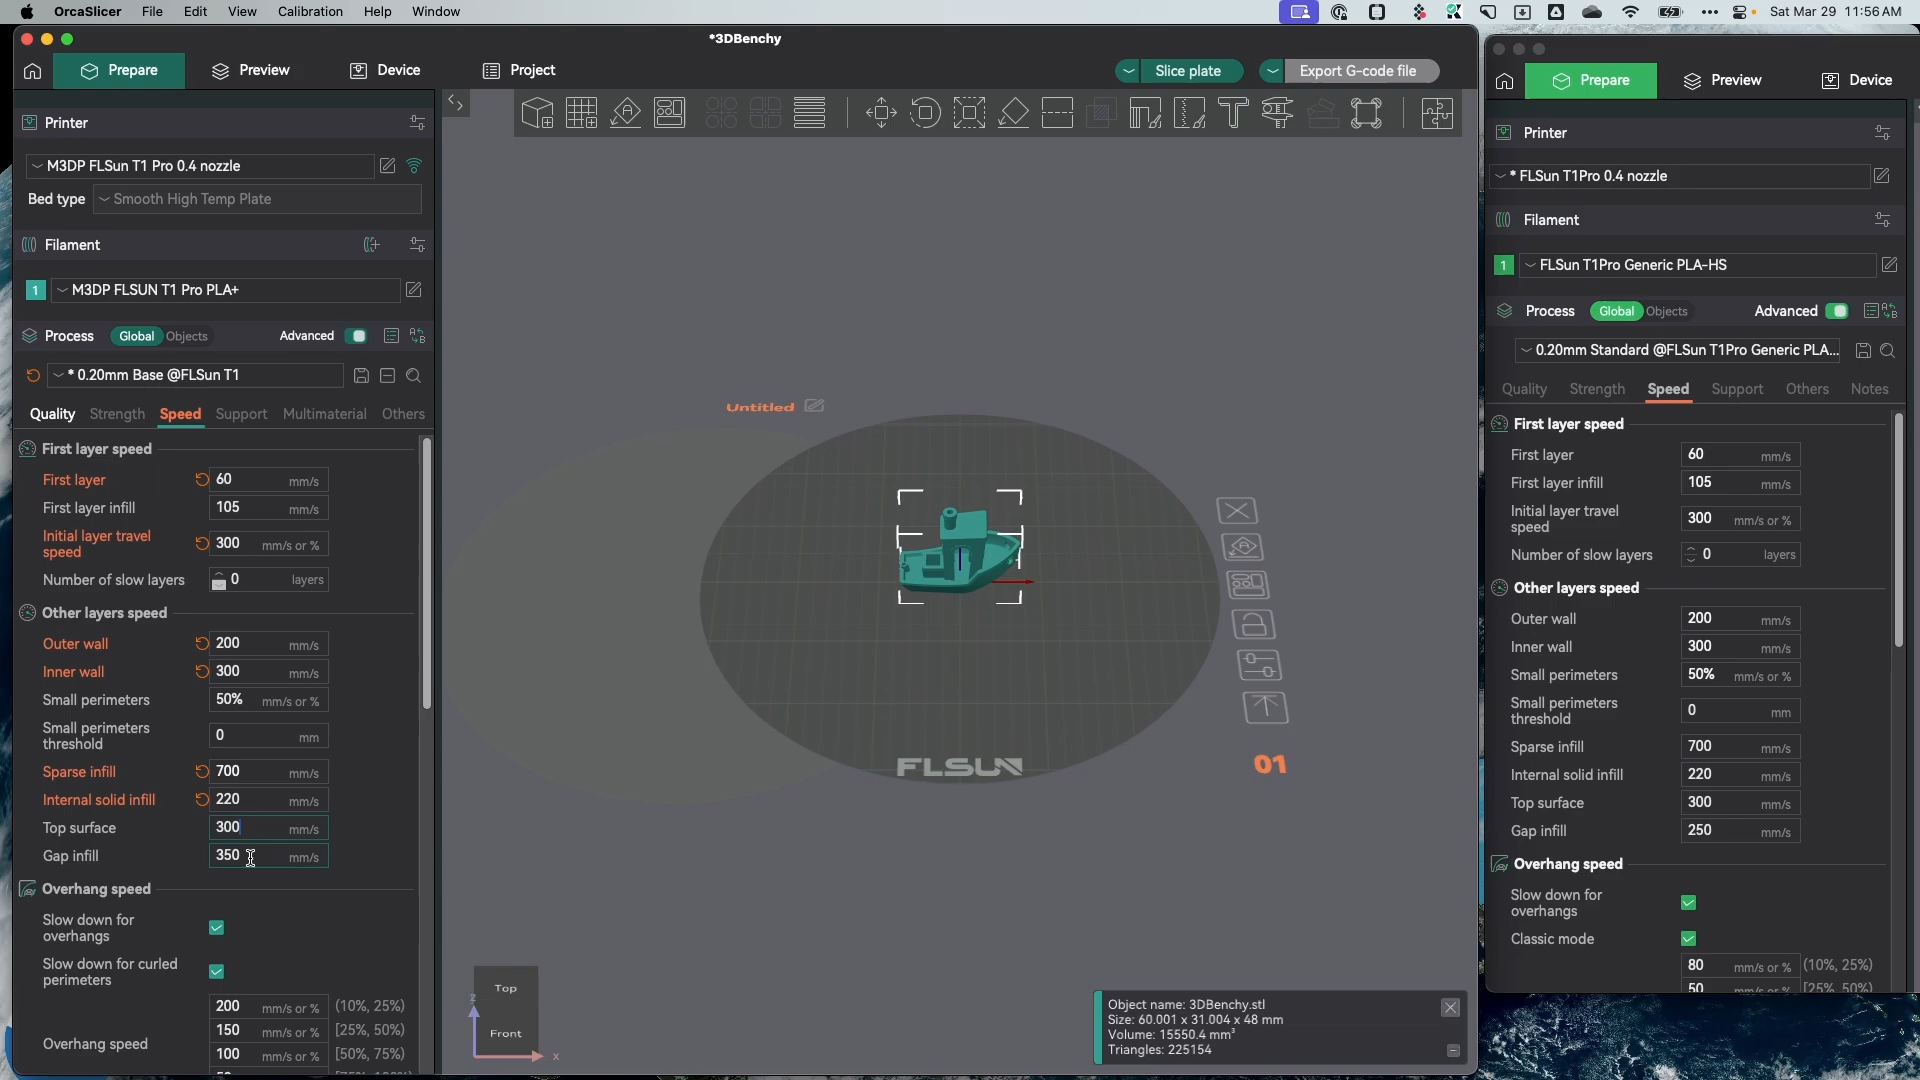 OrcaSlicer File Edit View Calibration Help Window
Sat Mar 29 11:56 AM
*3DBenchy
Prepare Preview Device Project
Slice plate Export G-code file
Printer
M3DP FLSun T1 Pro 0.4 nozzle
Bed type Smooth High Temp Plate
Filament
1 M3DP FLSUN T1 Pro PLA+
Process Global Objects Advanced
* 0.20mm Base @FLSun T1
Quality Strength Speed Support Multimaterial Others
First layer speed
First layer 60 mm/s
First layer infill 105 mm/s
Initial layer travel
speed 300 mm/s or %
Number of slow layers 0 layers
Other layers speed
Outer wall 200 mm/s
Inner wall 300 mm/s
Small perimeters 50% mm/s or %
Small perimeters
threshold 0 mm
Sparse infill 700 mm/s
Internal solid infill 220 mm/s
Top surface 300 mm/s
Gap infill 350 mm/s
Overhang speed
Slow down for
overhangs
Slow down for curled
perimeters
200 mm/s or % (10%, 25%)
150 mm/s or % [25%, 50%)
Overhang speed
100 mm/s or % [50%, 75%)
Untitled
FLSUN
01
Top
Front
z
x
Object name: 3DBenchy.stl
Size: 60.001 x 31.004 x 48 mm
Volume: 15550.4 mm³
Triangles: 225154
Prepare Preview Device
Printer
* FLSun T1Pro 0.4 nozzle
Filament
1 FLSun T1Pro Generic PLA-HS
Process Global Objects Advanced
0.20mm Standard @FLSun T1Pro Generic PLA...
Quality Strength Speed Support Others Notes
First layer speed
First layer 60 mm/s
First layer infill 105 mm/s
Initial layer travel
speed 300 mm/s or %
Number of slow layers 0 layers
Other layers speed
Outer wall 200 mm/s
Inner wall 300 mm/s
Small perimeters 50% mm/s or %
Small perimeters
threshold 0 mm
Sparse infill 700 mm/s
Internal solid infill 220 mm/s
Top surface 300 mm/s
Gap infill 250 mm/s
Overhang speed
Slow down for
overhangs
Classic mode
80 mm/s or % (10%, 25%)
50 mm/s or % [25%, 50%)